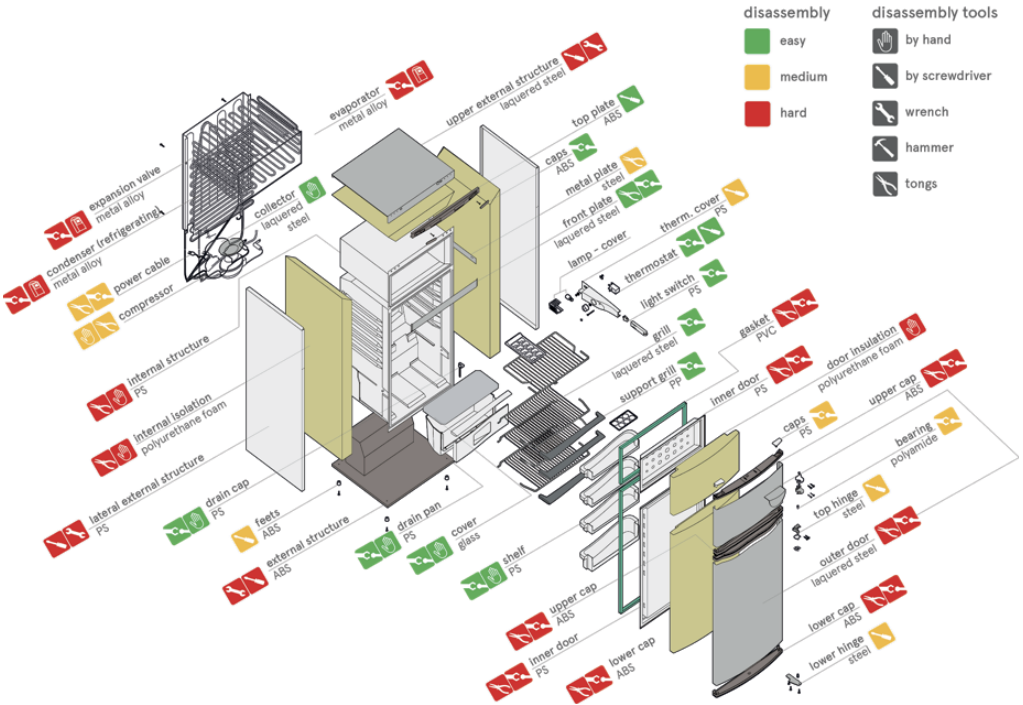 disassembly
easy
medium
hard
disassembly tools
by hand
by screwdriver
wrench
hammer
tongs
evaporator
metal alloy
upper external structure
laquered steel
top plate
ABS
caps
ABS
metal plate
steel
front plate
laquered steel
therm. cover
PS
lamp - cover
thermostat
light switch
PS
expansion valve
metal alloy
collector
laquered
steel
condenser (refrigerating)
metal alloy
power cable
compressor
internal structure
PS
internal isolation
polyurethane foam
lateral external structure
PS
drain cap
PS
feets
ABS
external structure
ABS
drain pan
PS
cover
glass
shelf
PS
grill
laquered steel
support grill
PP
gasket
PVC
inner door
PS
door insulation
polyurethane foam
upper cap
ABS
caps
PS
bearing
polyamide
top hinge
steel
outer door
laquered steel
lower cap
ABS
lower hinge
steel
upper cap
ABS
inner door
PS
lower cap
ABS